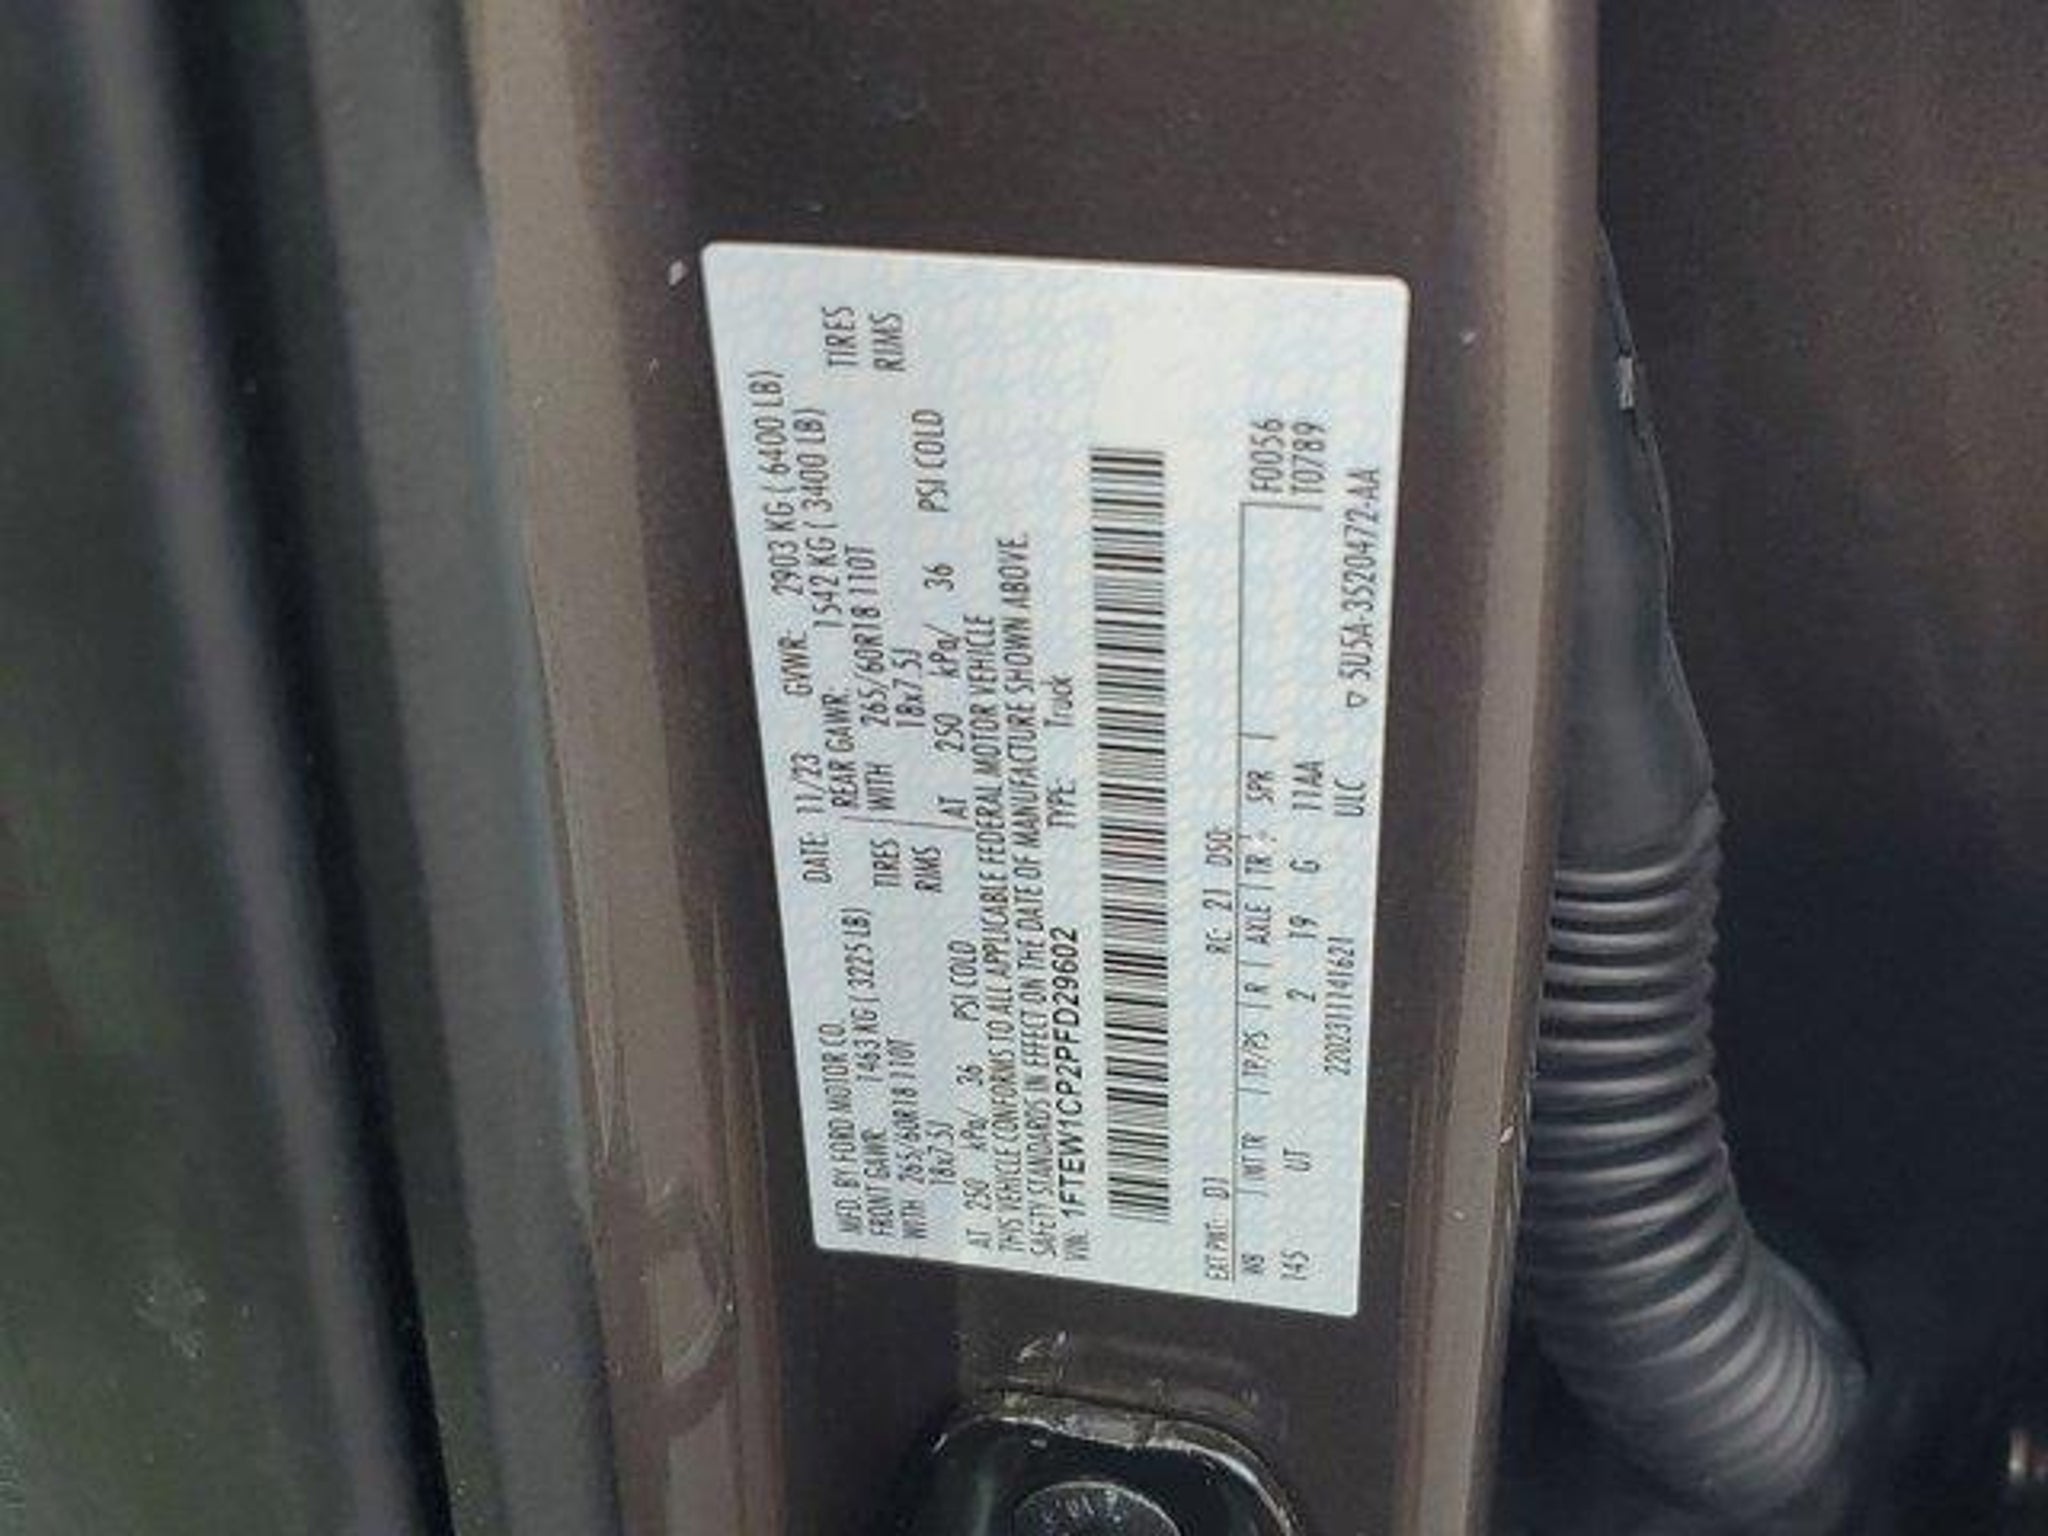 MFD. BY FORD MOTOR CO. DATE: 11/23 GVWR: 2903 KG ( 6400 LB)
FRONT GAWR: 1463 KG ( 3225 LB) REAR GAWR: 1542 KG ( 3400 LB)
WITH 265/60R18 110T TIRES WITH 265/60R18 110T TIRES
18x7.5J RIMS 18x7.5J RIMS
AT 250 kPa/ 36 PSI COLD AT 250 kPa/ 36 PSI COLD
THIS VEHICLE CONFORMS TO ALL APPLICABLE FEDERAL MOTOR VEHICLE
SAFETY STANDARDS IN EFFECT ON THE DATE OF MANUFACTURE SHOWN ABOVE.
VIN: 1FTEW1CP2PFD29602 TYPE: Truck
EXT PNT: D1 RE: 21 DSO: F0056
WB INT TR TP/PS R AXLE TR SPR T0789
145 UT 2 19 G 11AA
2202311141621 ULC ▽ 5U5A-3520472-AA